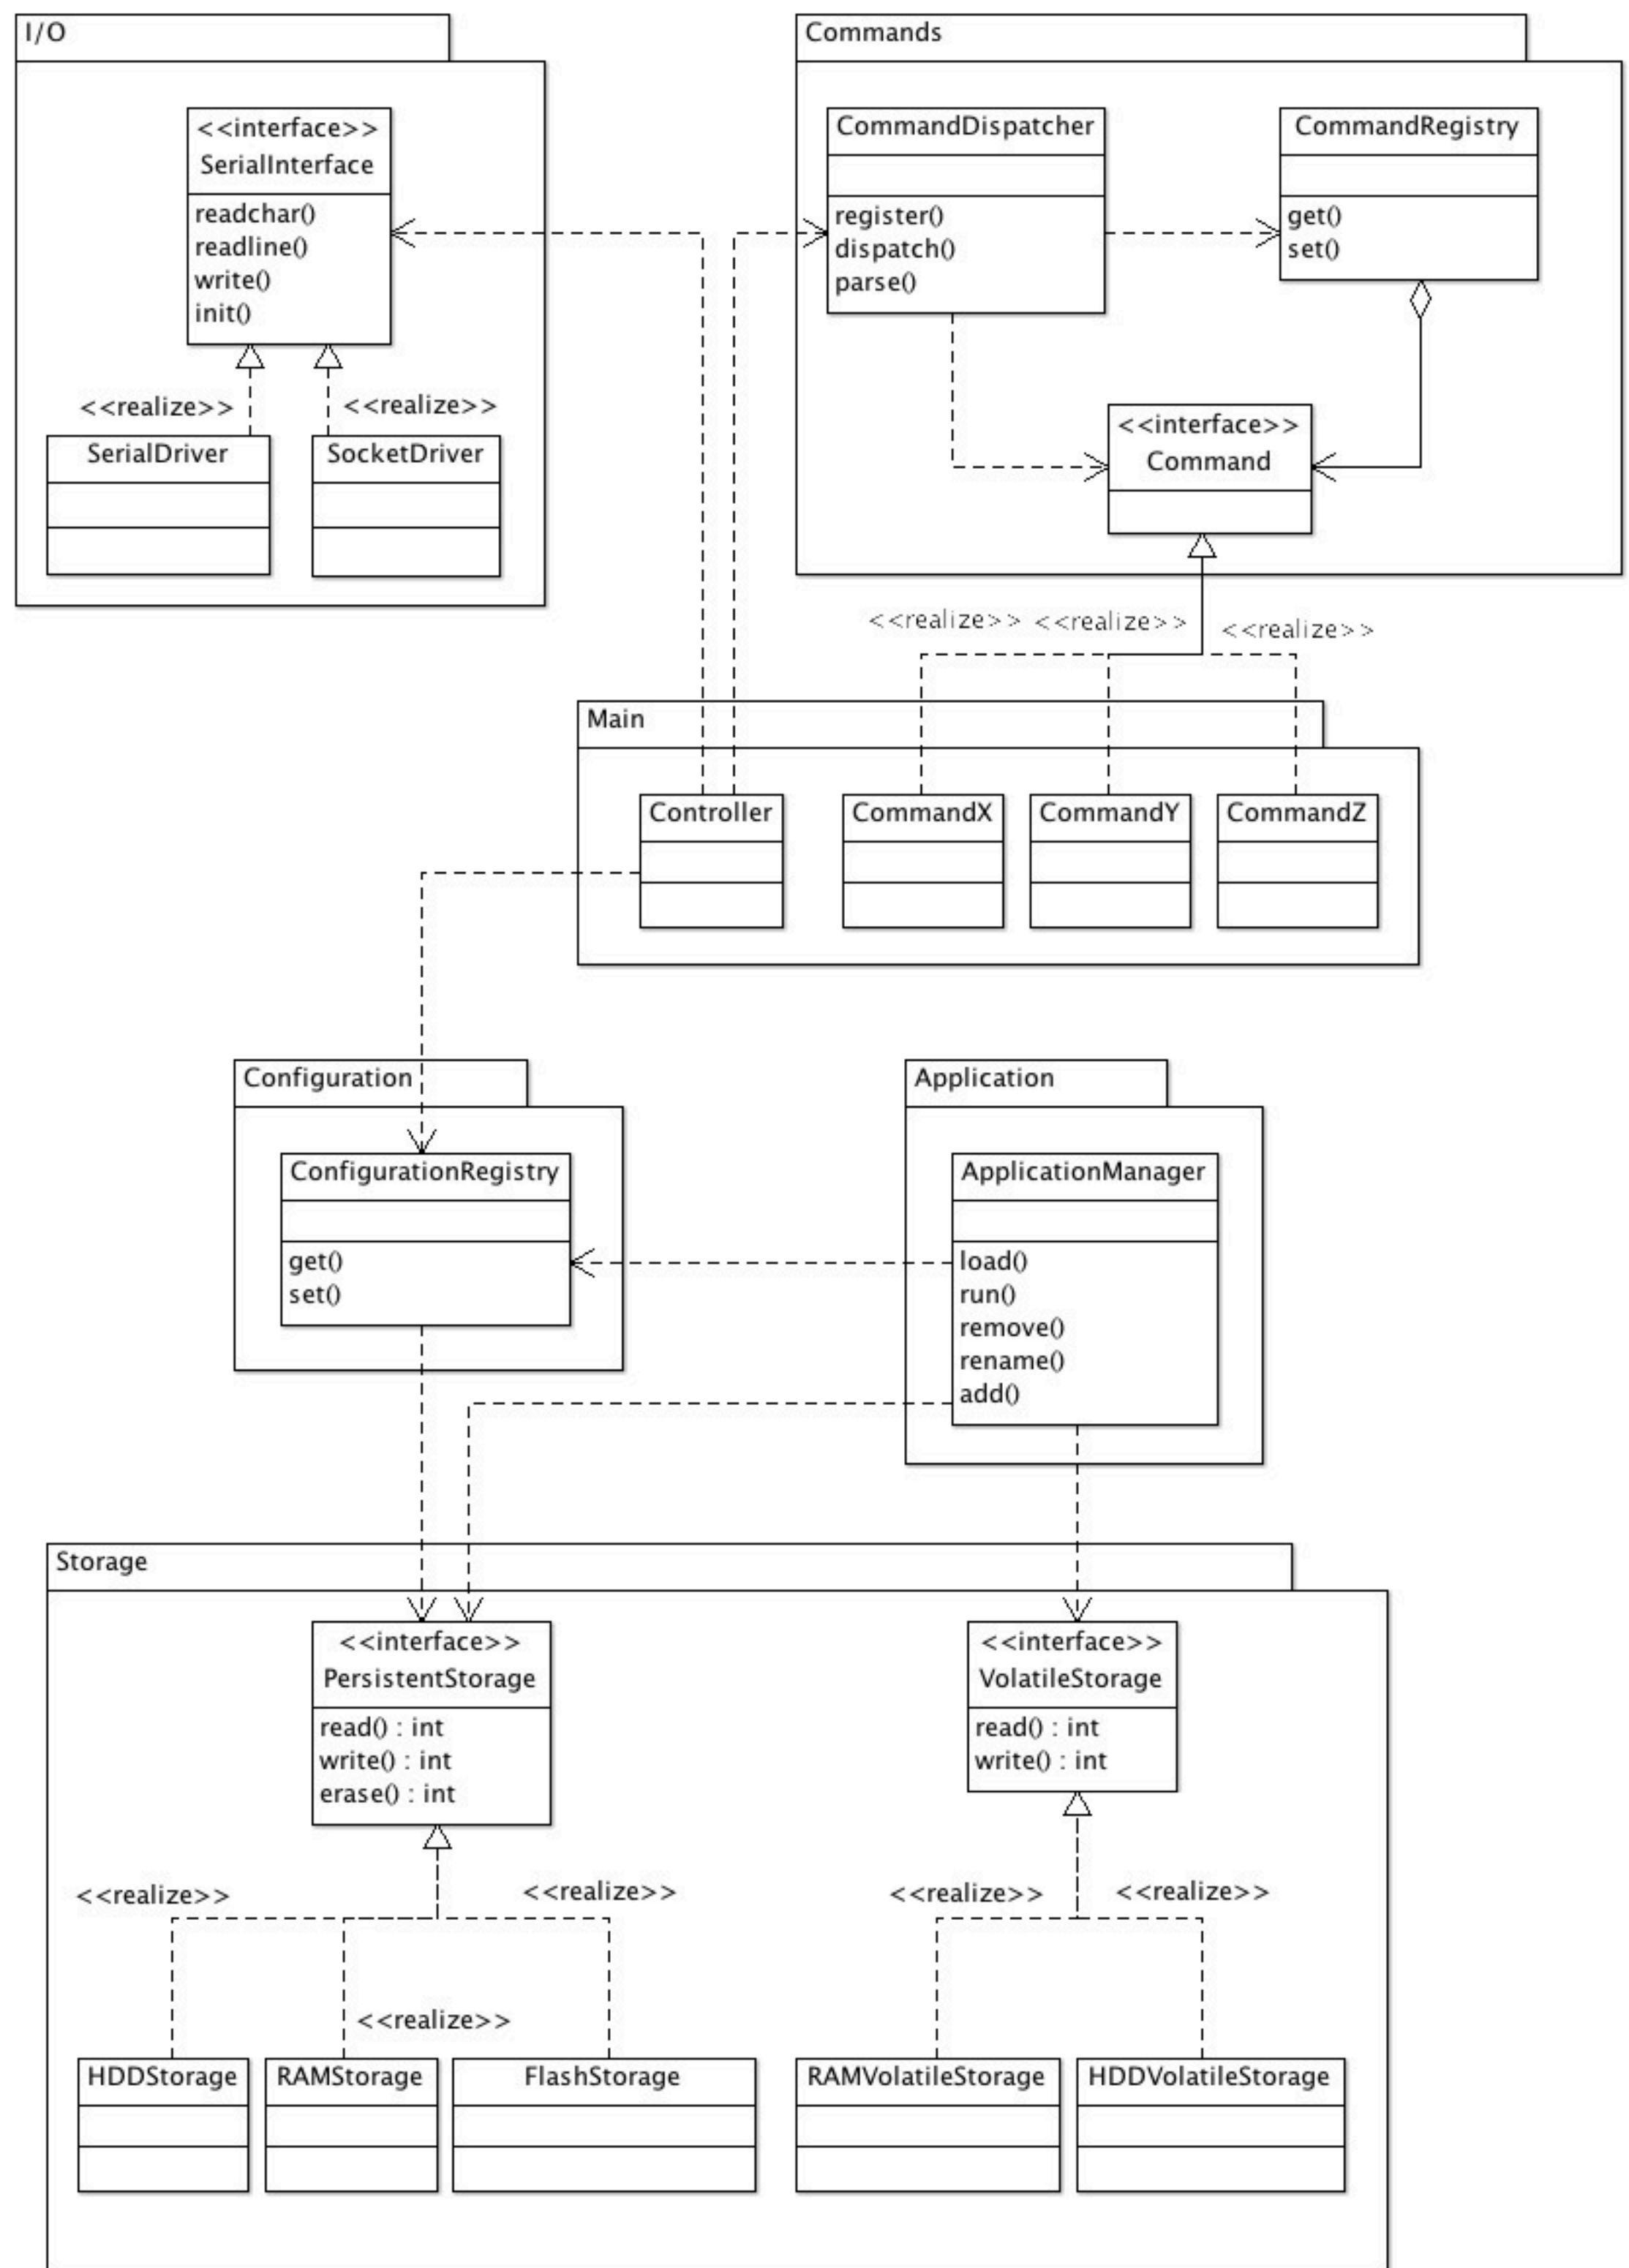 I/O
<<interface>>
SerialInterface
readchar()
readline()
write()
init()
<<realize>>
<<realize>>
SerialDriver
SocketDriver
Commands
CommandDispatcher
register()
dispatch()
parse()
CommandRegistry
get()
set()
<<interface>>
Command
<<realize>>
<<realize>>
<<realize>>
Main
Controller
CommandX
CommandY
CommandZ
Configuration
ConfigurationRegistry
get()
set()
Application
ApplicationManager
load()
run()
remove()
rename()
add()
Storage
<<interface>>
PersistentStorage
read() : int
write() : int
erase() : int
<<interface>>
VolatileStorage
read() : int
write() : int
<<realize>>
<<realize>>
<<realize>>
<<realize>>
<<realize>>
HDDStorage
RAMStorage
FlashStorage
RAMVolatileStorage
HDDVolatileStorage